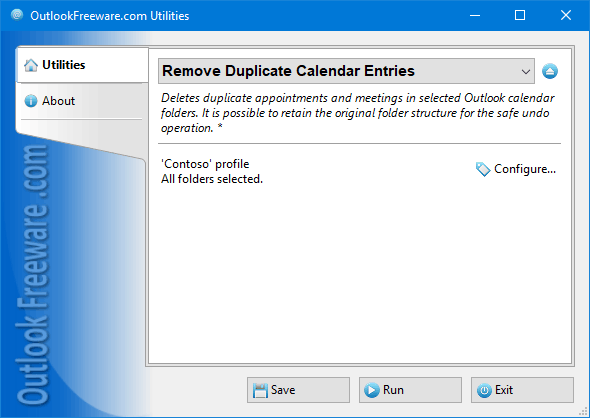 OutlookFreeware.com Utilities
Utilities
About
Remove Duplicate Calendar Entries
Deletes duplicate appointments and meetings in selected Outlook calendar
folders. It is possible to retain the original folder structure for the safe undo
operation. *
'Contoso' profile
All folders selected.
Configure...
Outlook Freeware .com
Save
Run
Exit